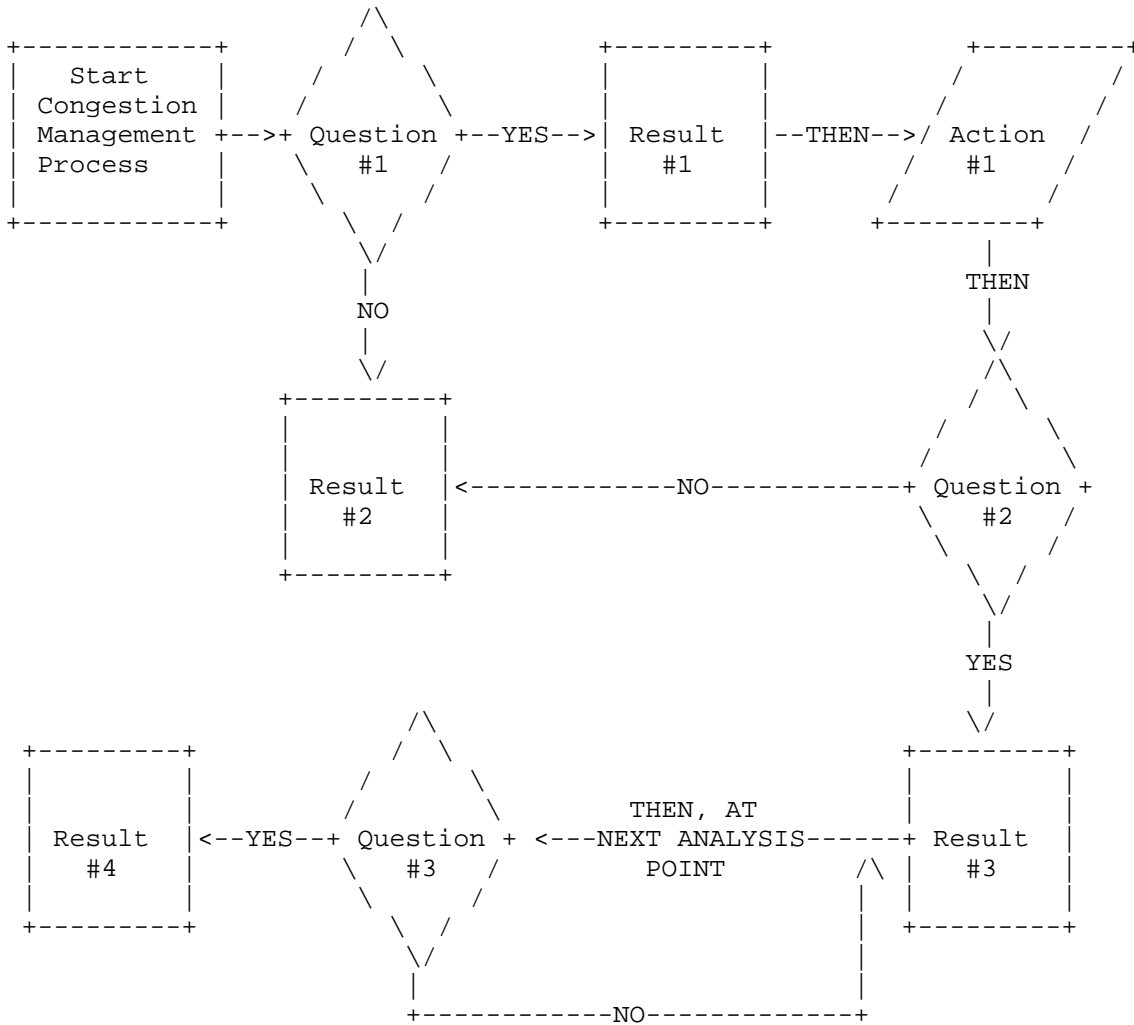 Start
Congestion
Management
Process
Question
#1
YES
Result
#1
THEN
Action
#1
NO
THEN
Result
#2
NO
Question
#2
YES
Result
#4
YES
Question
#3
THEN, AT
NEXT ANALYSIS
POINT
Result
#3
NO